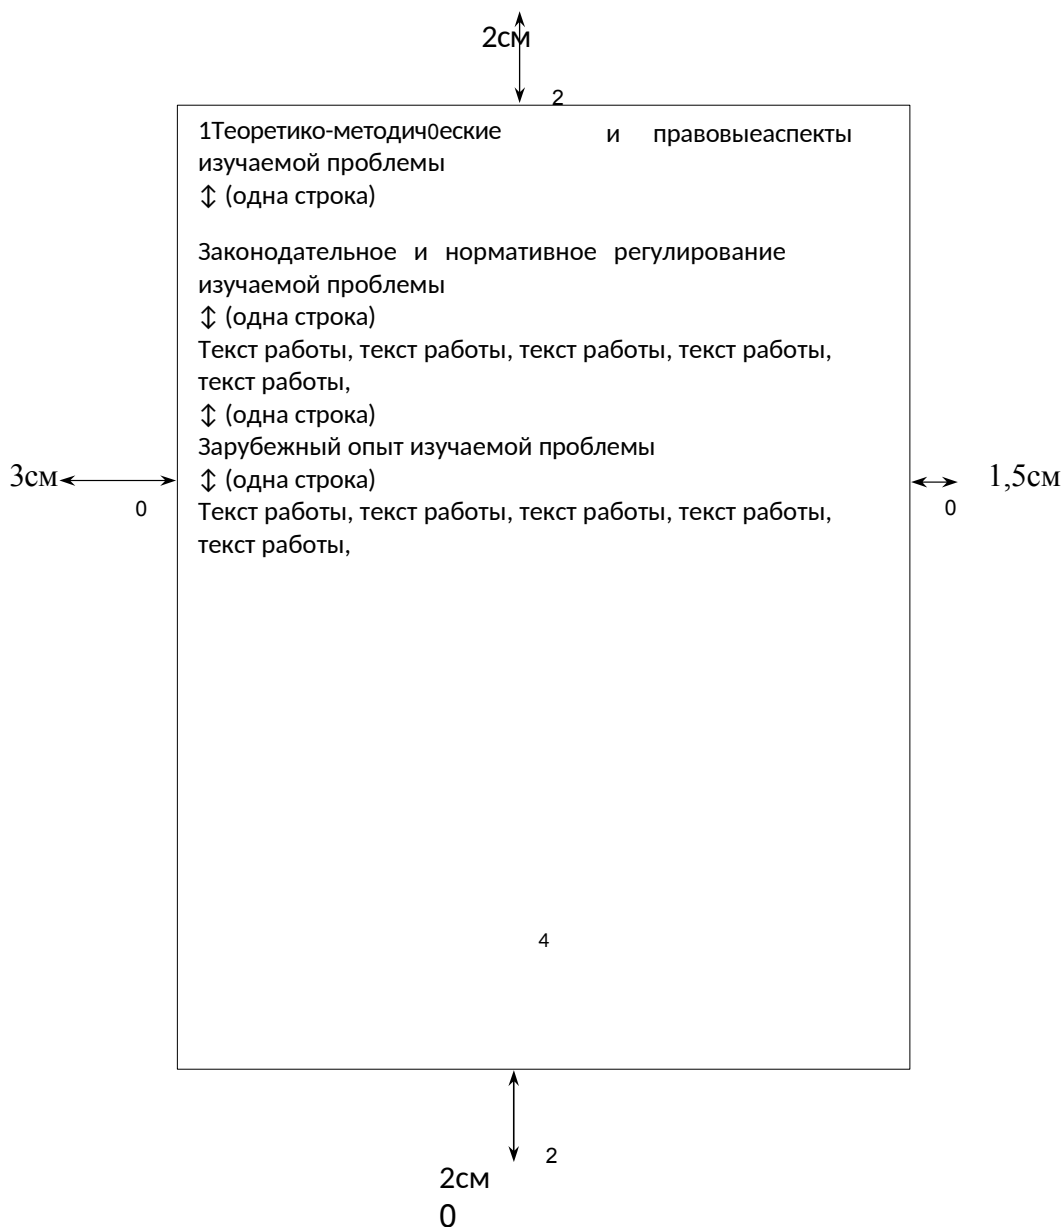 2см
2
1Теоретико-методич0еские и правовыеаспекты
изучаемой проблемы
↕ (одна строка)
Законодательное и нормативное регулирование
изучаемой проблемы
↕ (одна строка)
Текст работы, текст работы, текст работы, текст работы,
текст работы,
↕ (одна строка)
Зарубежный опыт изучаемой проблемы
3см
1,5см
↕ (одна строка)
0
0
Текст работы, текст работы, текст работы, текст работы,
текст работы,
4
2
2см
0